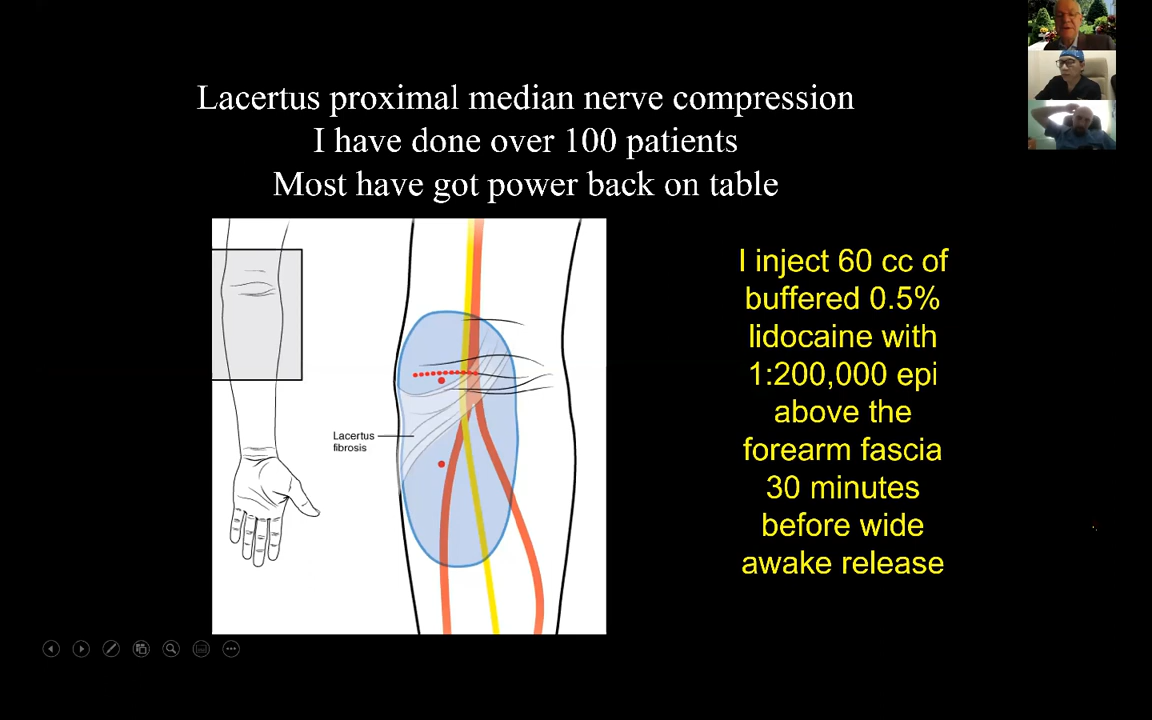 Lacertus proximal median nerve compression
I have done over 100 patients
Most have got power back on table
Lacertus
fibrosis
I inject 60 cc of
buffered 0.5%
lidocaine with
1:200,000 epi
above the
forearm fascia
30 minutes
before wide
awake release